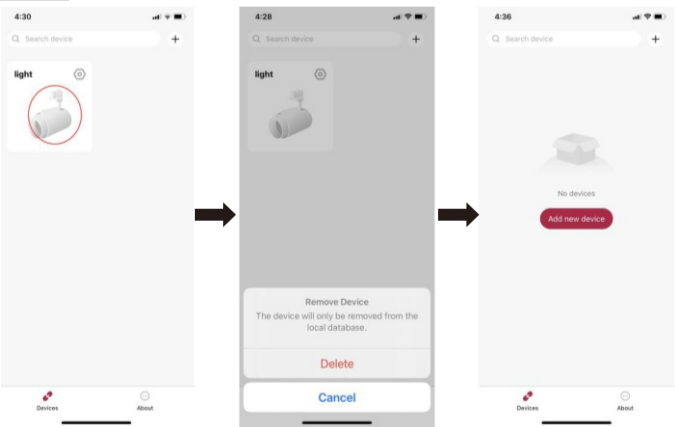 4:30
Search device
light
Devices
About
4:28
Search device
light
Remove Device
The device will only be removed from the
local database.
Delete
Cancel
4:36
Search device
No devices
Add new device
Devices
About